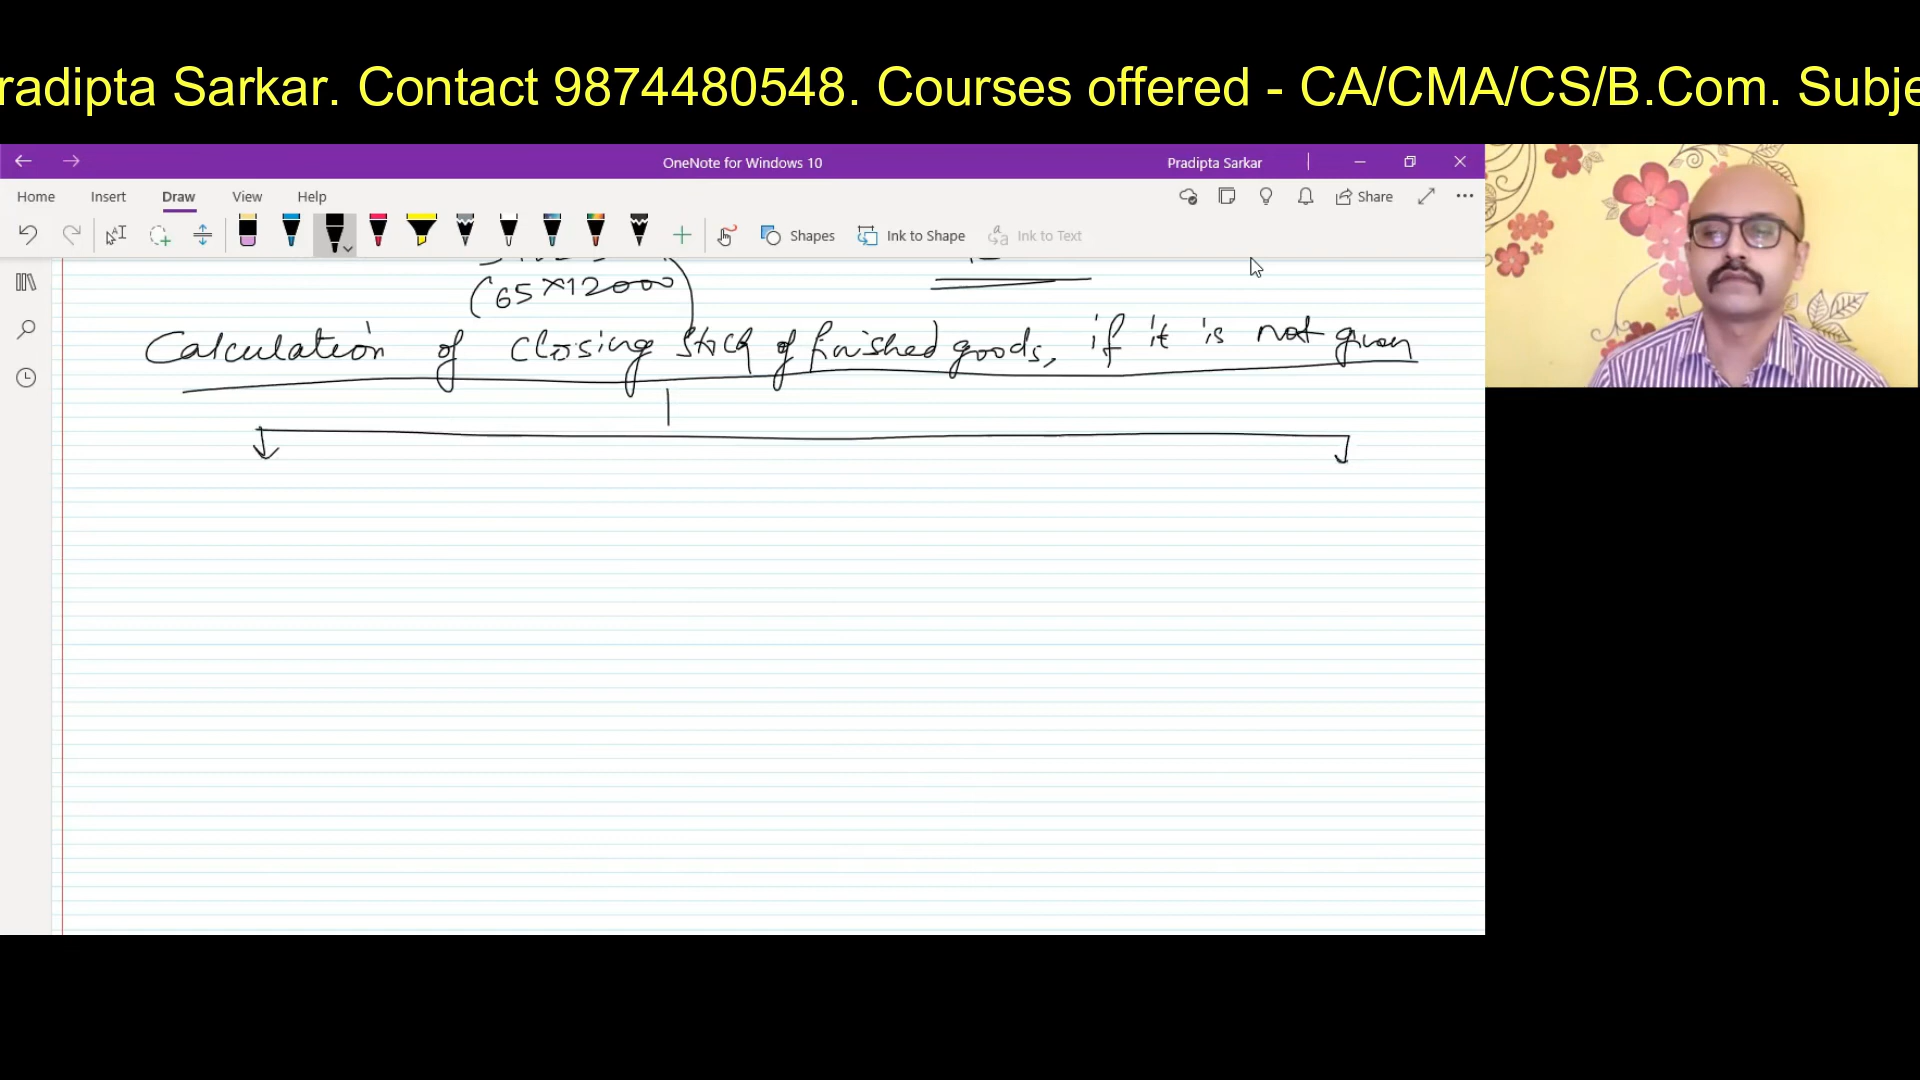 radipta Sarkar. Contact 9874480548. Courses offered - CA/CMA/CS/B.Com. Subje
OneNote for Windows 10
Pradipta Sarkar
Home Insert Draw View Help
Share
Shapes Ink to Shape Ink to Text
(65×12000)
Calculation of closing stock of finished goods, if it is not given